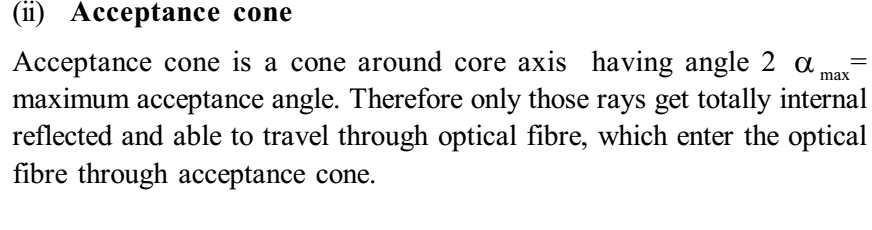 (ii) Acceptance cone
Acceptance cone is a cone around core axis having angle 2 α max=
maximum acceptance angle. Therefore only those rays get totally internal
reflected and able to travel through optical fibre, which enter the optical
fibre through acceptance cone.